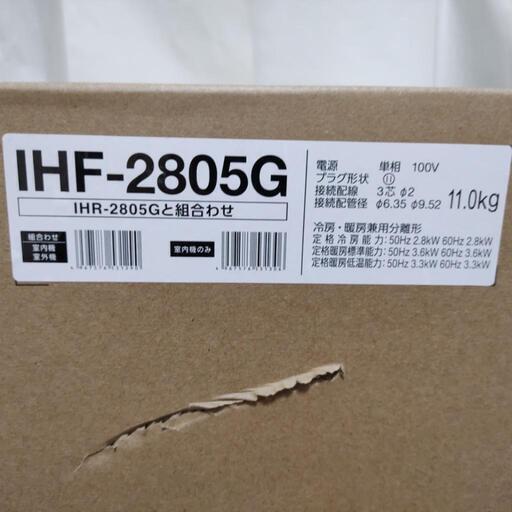 IHF-2805G
IHR-2805Gと組合わせ
組合わせ
室内機
室外機
室内機のみ
電源 単相 100V
プラグ形状 ⑪
接続配線 3芯 φ2
接続配管径 φ6.35 φ9.52
11.0kg
冷房・暖房兼用分離形
定格冷房能力:50Hz 2.8kW 60Hz 2.8kW
定格暖房標準能力:50Hz 3.6kW 60Hz 3.6kW
定格暖房低温能力:50Hz 3.3kW 60Hz 3.3kW